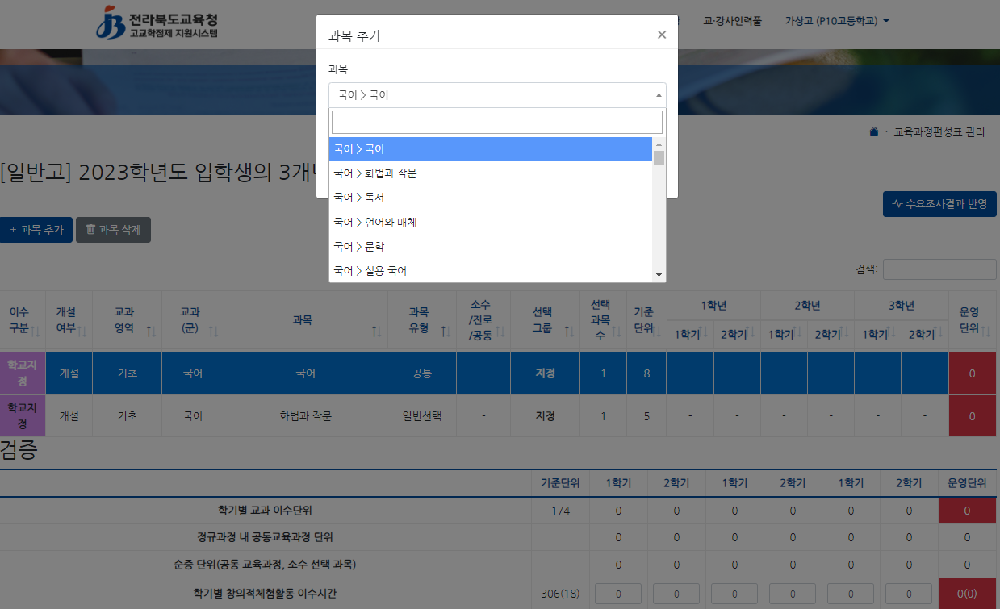 전라북도교육청
고교학점제 지원시스템
교·강사인력풀
가상고 (P10고등학교)
과목 추가
×
과목
국어 > 국어
국어 > 국어
국어 > 화법과 작문
국어 > 독서
국어 > 언어와 매체
국어 > 문학
국어 > 실용 국어
· 교육과정편성표 관리
[일반고] 2023학년도 입학생의 3개년
수요조사결과 반영
+ 과목 추가
과목 삭제
검색:
이수 구분 개설 여부 교과 영역 교과 (군) 과목 과목 유형 소수 /진로 /공동 선택 그룹 선택 과목 수 기준 단위 1학년 2학년 3학년 운영 단위
1학기 2학기 1학기 2학기 1학기 2학기
학교지정 개설 기초 국어 국어 공통 - 지정 1 8 - - - - - - 0
학교지정 개설 기초 국어 화법과 작문 일반선택 - 지정 1 5 - - - - - - 0
검증
기준단위 1학기 2학기 1학기 2학기 1학기 2학기 운영단위
학기별 교과 이수단위 174 0 0 0 0 0 0 0
정규과정 내 공동교육과정 단위 0 0 0 0 0 0 0
순증 단위(공동 교육과정, 소수 선택 과목) 0 0 0 0 0 0 0
학기별 창의적체험활동 이수시간 306(18) 0 0 0 0 0 0 0(0)